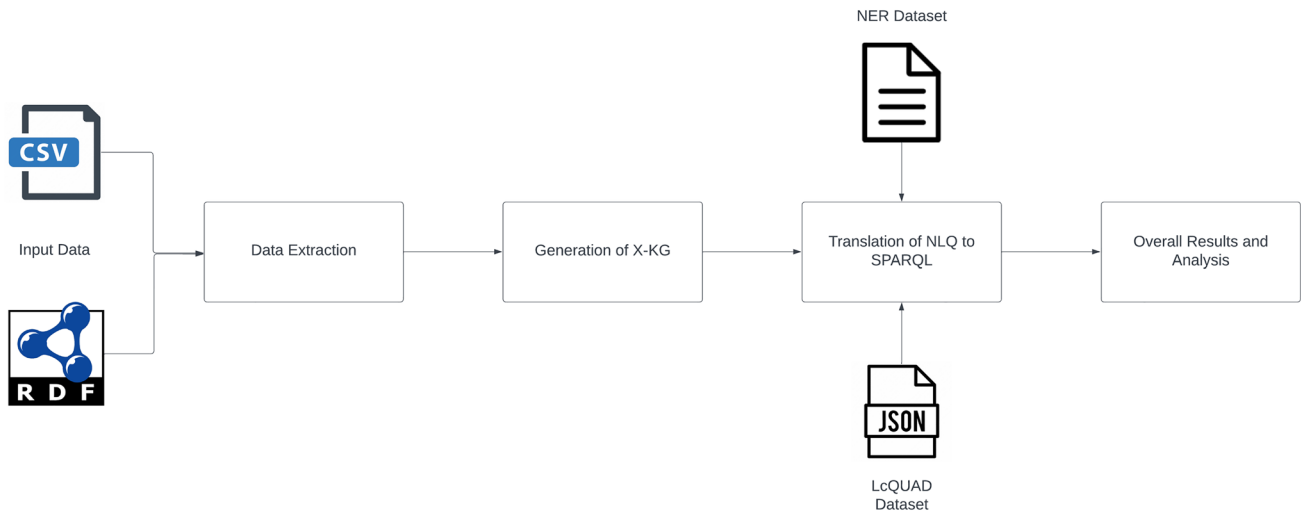 NER Dataset
CSV
Input Data
RDF
Data Extraction
Generation of X-KG
Translation of NLQ to
SPARQL
Overall Results and
Analysis
JSON
LcQUAD
Dataset